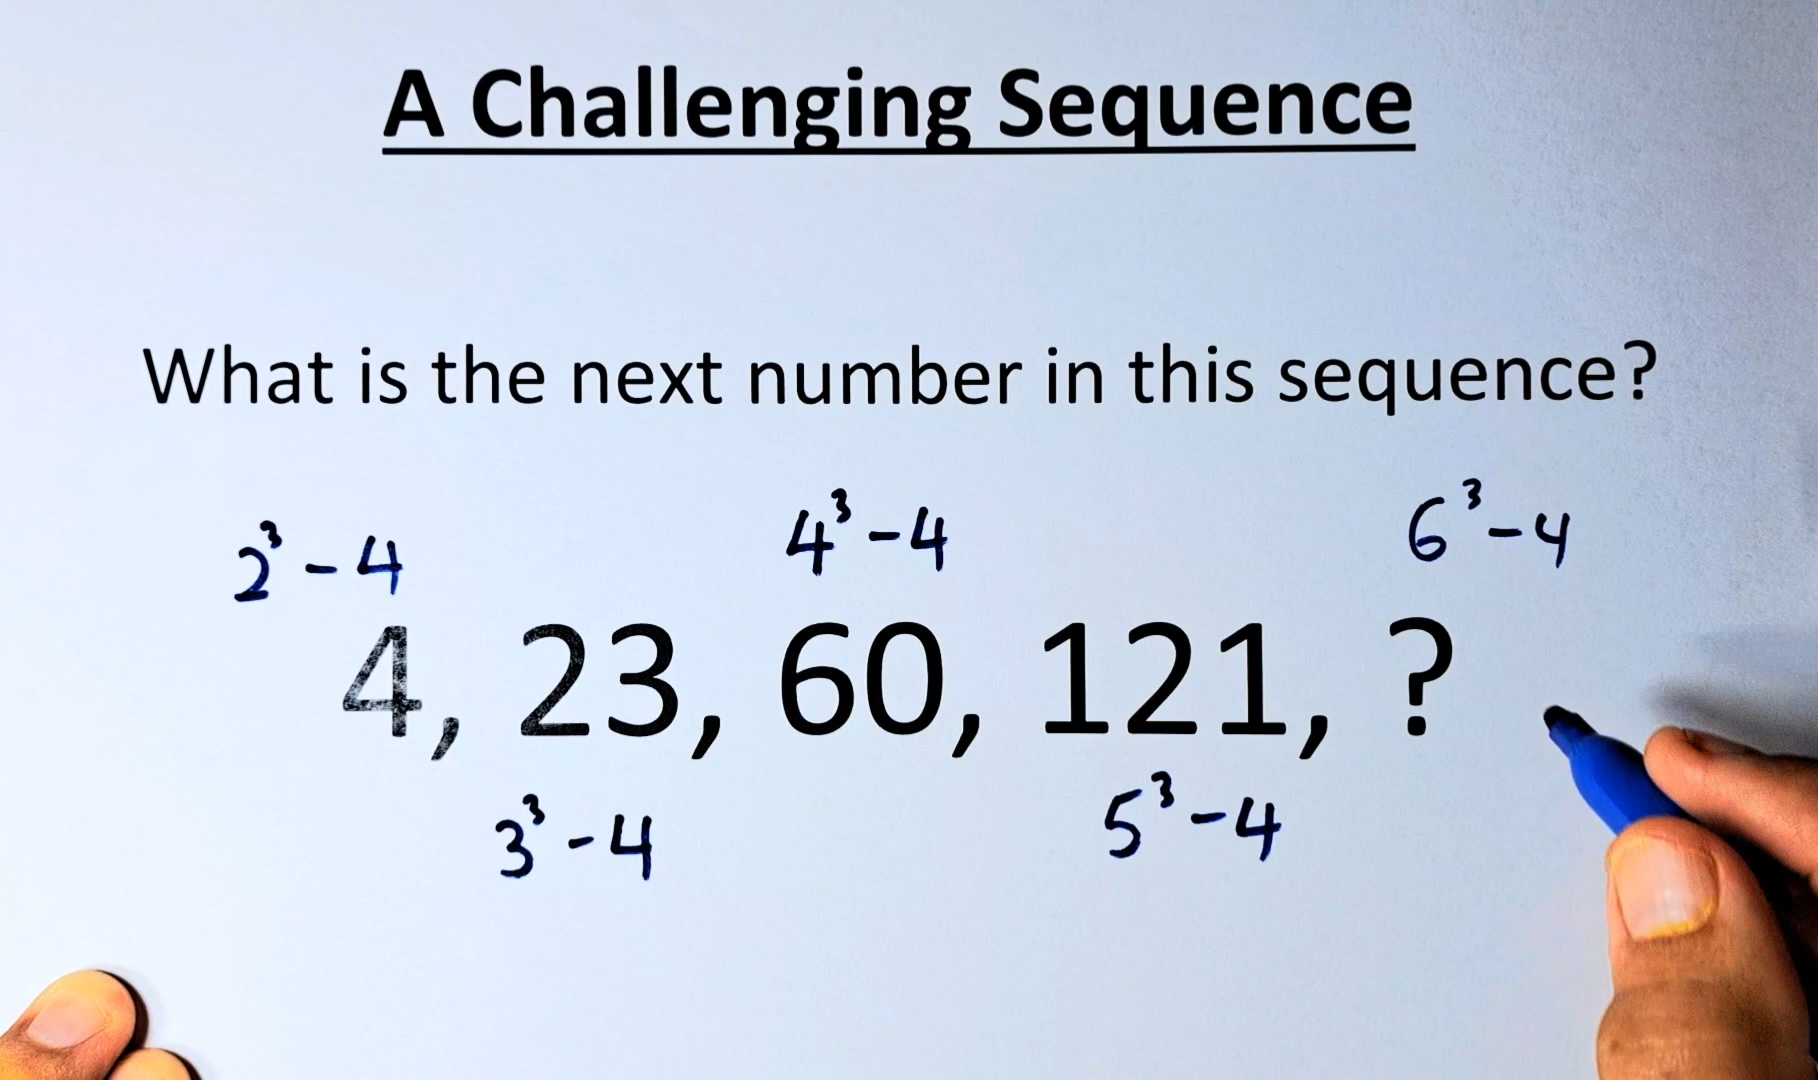 A Challenging Sequence
What is the next number in this sequence?
2³ - 4 4³ - 4 6³ - 4
4, 23, 60, 121, ?
3³ - 4 5³ - 4